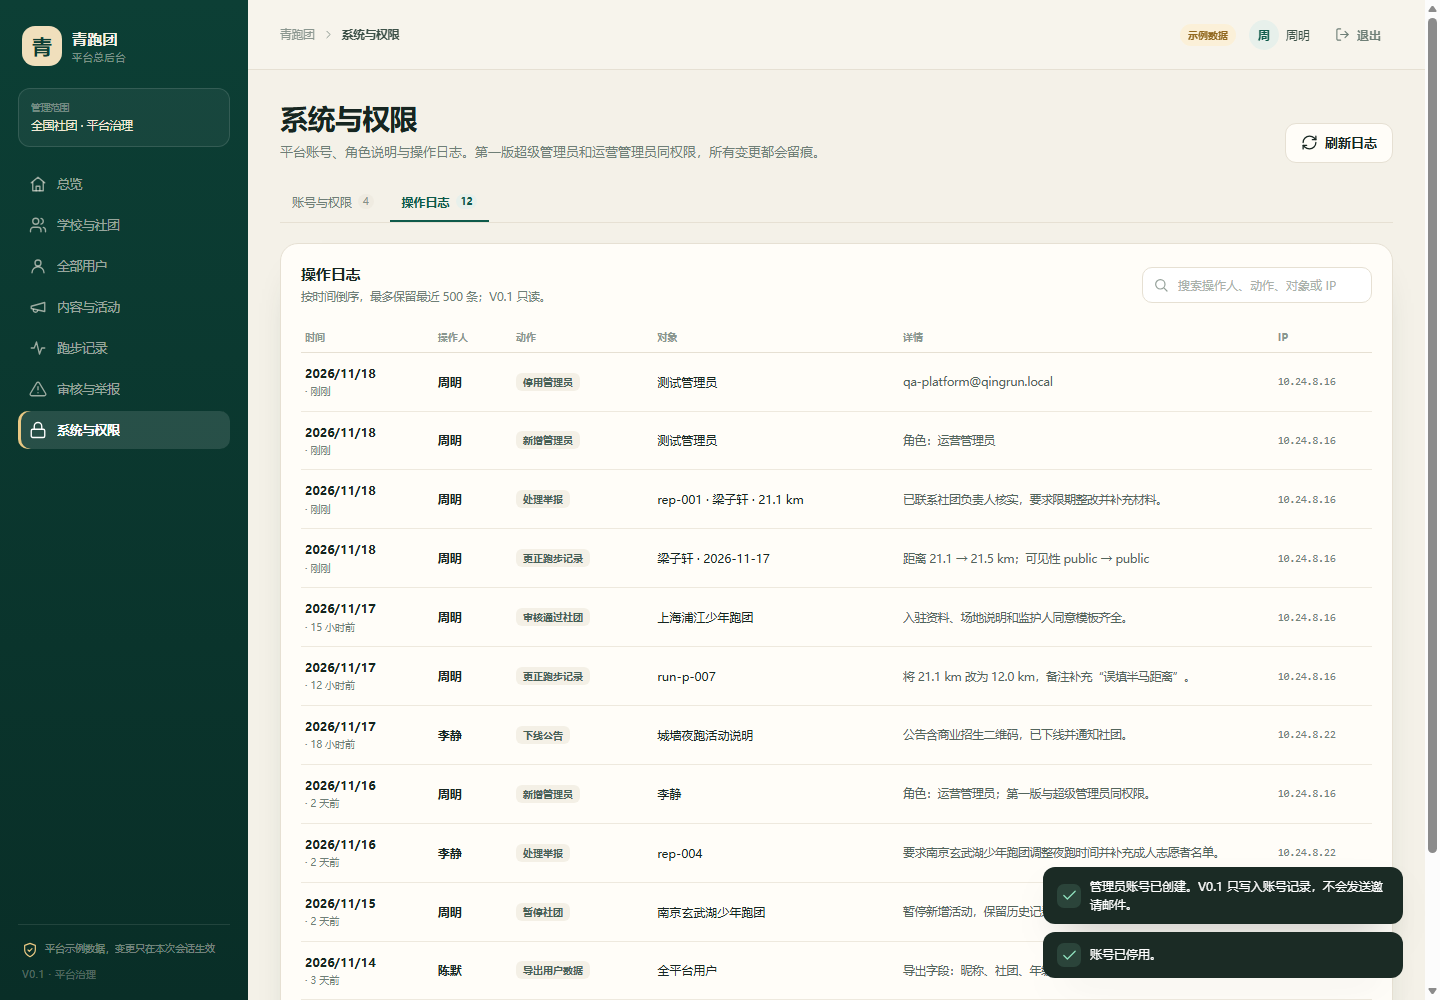 青
青跑团
平台总后台
管理范围
全国社团 · 平台治理
总览
学校与社团
全部用户
内容与活动
跑步记录
审核与举报
系统与权限
平台示例数据，变更只在本次会话生效
V0.1 · 平台治理
青跑团 > 系统与权限
示例数据
周
周明
退出
系统与权限
平台账号、角色说明与操作日志。第一版超级管理员和运营管理员同权限，所有变更都会留痕。
刷新日志
账号与权限 4
操作日志 12
操作日志
按时间倒序，最多保留最近 500 条；V0.1 只读。
搜索操作人、动作、对象或 IP
时间 操作人 动作 对象 详情 IP
2026/11/18 · 刚刚 周明 停用管理员 测试管理员 qa-platform@qingrun.local 10.24.8.16
2026/11/18 · 刚刚 周明 新增管理员 测试管理员 角色：运营管理员 10.24.8.16
2026/11/18 · 刚刚 周明 处理举报 rep-001 · 梁子轩 · 21.1 km 已联系社团负责人核实，要求限期整改并补充材料。 10.24.8.16
2026/11/18 · 刚刚 周明 更正跑步记录 梁子轩 · 2026-11-17 距离 21.1 → 21.5 km；可见性 public → public 10.24.8.16
2026/11/17 · 15 小时前 周明 审核通过社团 上海浦江少年跑团 入驻资料、场地说明和监护人同意模板齐全。 10.24.8.16
2026/11/17 · 12 小时前 周明 更正跑步记录 run-p-007 将 21.1 km 改为 12.0 km，备注补充“误填半马距离”。 10.24.8.16
2026/11/17 · 18 小时前 李静 下线公告 城墙夜跑活动说明 公告含商业招生二维码，已下线并通知社团。 10.24.8.22
2026/11/16 · 2 天前 周明 新增管理员 李静 角色：运营管理员；第一版与超级管理员同权限。 10.24.8.16
2026/11/16 · 2 天前 李静 处理举报 rep-004 要求南京玄武湖少年跑团调整夜跑时间并补充成人志愿者名单。 10.24.8.22
2026/11/15 · 2 天前 周明 暂停社团 南京玄武湖少年跑团 暂停新增活动，保留历史记
2026/11/14 · 3 天前 陈默 导出用户数据 全平台用户 导出字段：昵称、社团、年
管理员账号已创建。V0.1 只写入账号记录，不会发送邀
请邮件。
账号已停用。